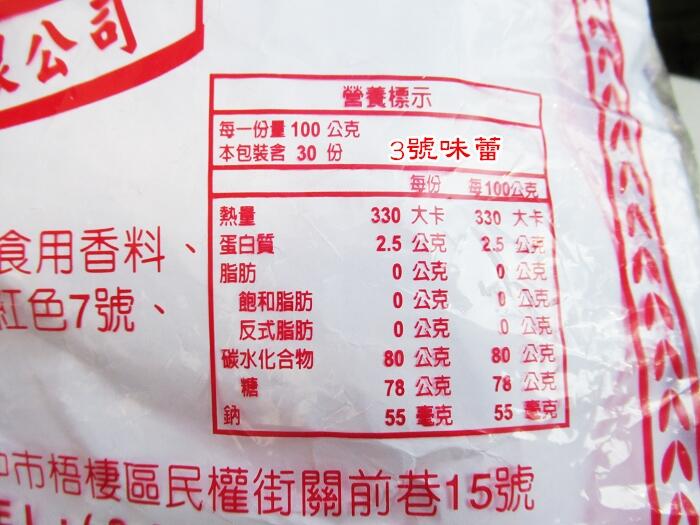 限公司
營養標示
每一份量 100 公克
本包裝含 30 份
3號味蕾
每份 每100公克
熱量 330 大卡 330 大卡
蛋白質 2.5 公克 2.5 公克
脂肪 0 公克 0 公克
飽和脂肪 0 公克 0 公克
反式脂肪 0 公克 0 公克
碳水化合物 80 公克 80 公克
糖 78 公克 78 公克
鈉 55 毫克 55 毫克
食用香料、
紅色7號、
中市梧棲區民權街關前巷15號